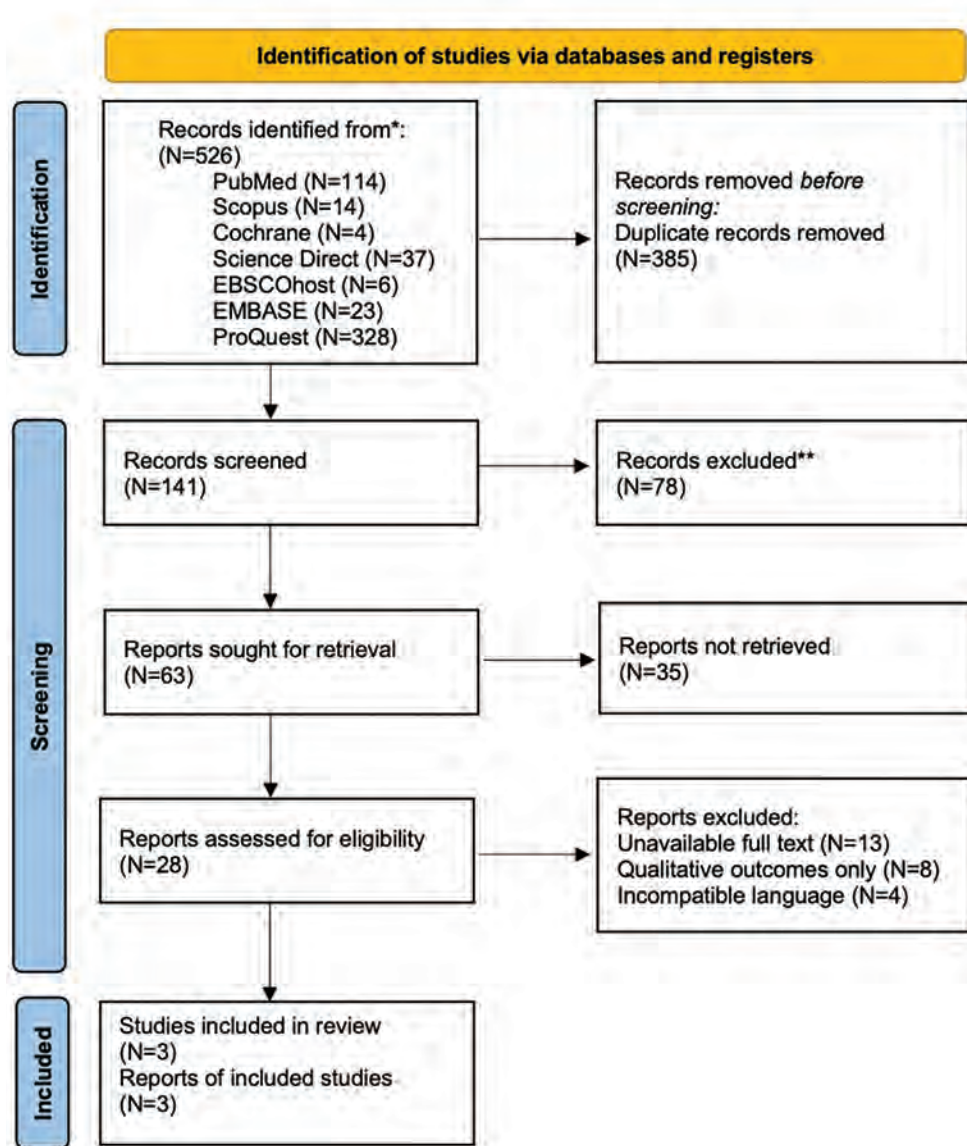 Identification of studies via databases and registers
Identification
Records identified from*:
(N=526)
PubMed (N=114)
Scopus (N=14)
Cochrane (N=4)
Science Direct (N=37)
EBSCOhost (N=6)
EMBASE (N=23)
ProQuest (N=328)
Records removed before
screening:
Duplicate records removed
(N=385)
Screening
Records screened
(N=141)
Records excluded**
(N=78)
Reports sought for retrieval
(N=63)
Reports not retrieved
(N=35)
Reports assessed for eligibility
(N=28)
Reports excluded:
Unavailable full text (N=13)
Qualitative outcomes only (N=8)
Incompatible language (N=4)
Included
Studies included in review
(N=3)
Reports of included studies
(N=3)